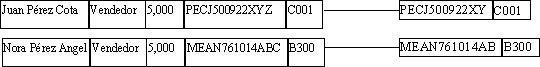 Juan Pérez Cota Vendedor 5,000 PECJ500922XYZ C001 PECJ500922XY C001
Nora Pérez Angel Vendedor 5,000 MEAN761014ABC B300 MEAN761014AB B300